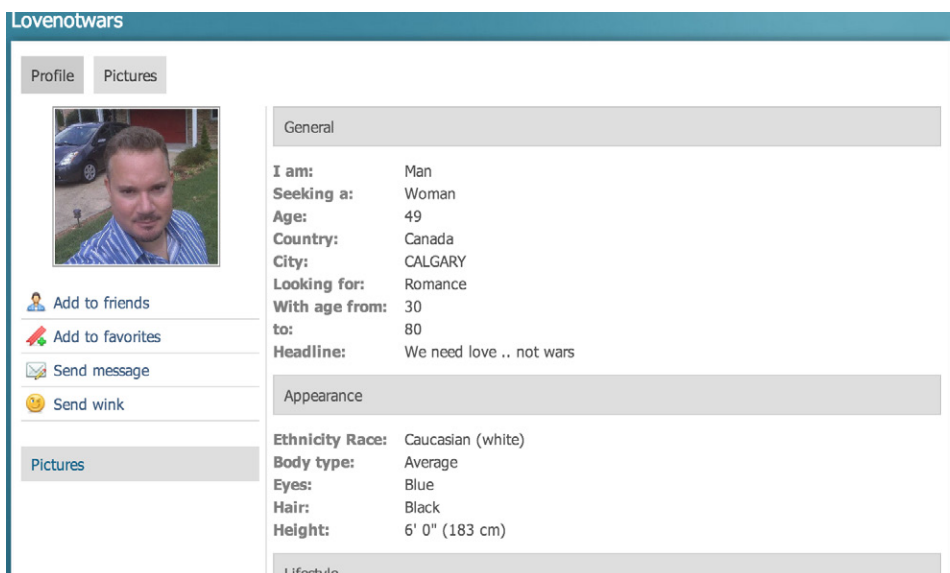 Lovenotwars
Profile Pictures
General
I am: Man
Seeking a: Woman
Age: 49
Country: Canada
City: CALGARY
Looking for: Romance
With age from: 30
to: 80
Headline: We need love .. not wars
Add to friends
Add to favorites
Send message
Send wink
Pictures
Appearance
Ethnicity Race: Caucasian (white)
Body type: Average
Eyes: Blue
Hair: Black
Height: 6' 0" (183 cm)
Lifestyle